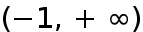 (−1, + ∞)